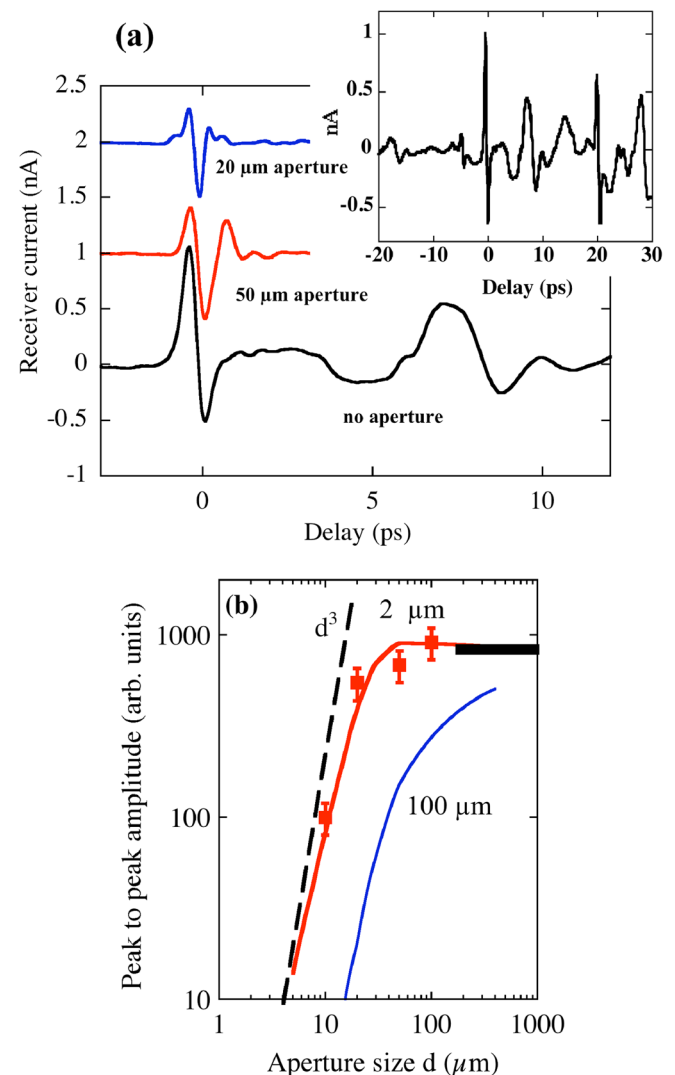 (a)
Receiver current (nA)
2.5
2
1.5
1
0.5
0
-0.5
-1
20 µm aperture
50 µm aperture
no aperture
0
5
10
Delay (ps)
nA
1
0.5
0
-0.5
-20
-10
0
10
20
30
Delay (ps)
(b)
Peak to peak amplitude (arb. units)
1000
100
10
d³
2 µm
100 µm
1
10
100
1000
Aperture size d (µm)